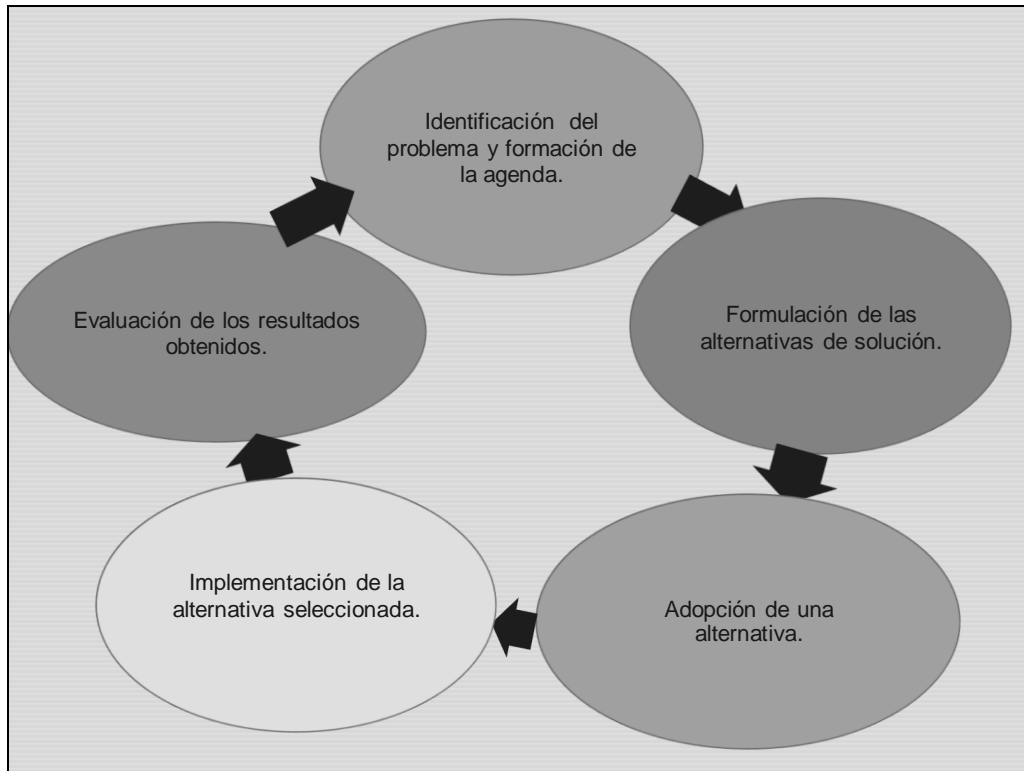 Identificación del
problema y formación de
la agenda.
Formulación de las
alternativas de solución.
Adopción de una
alternativa.
Implementación de la
alternativa seleccionada.
Evaluación de los resultados
obtenidos.